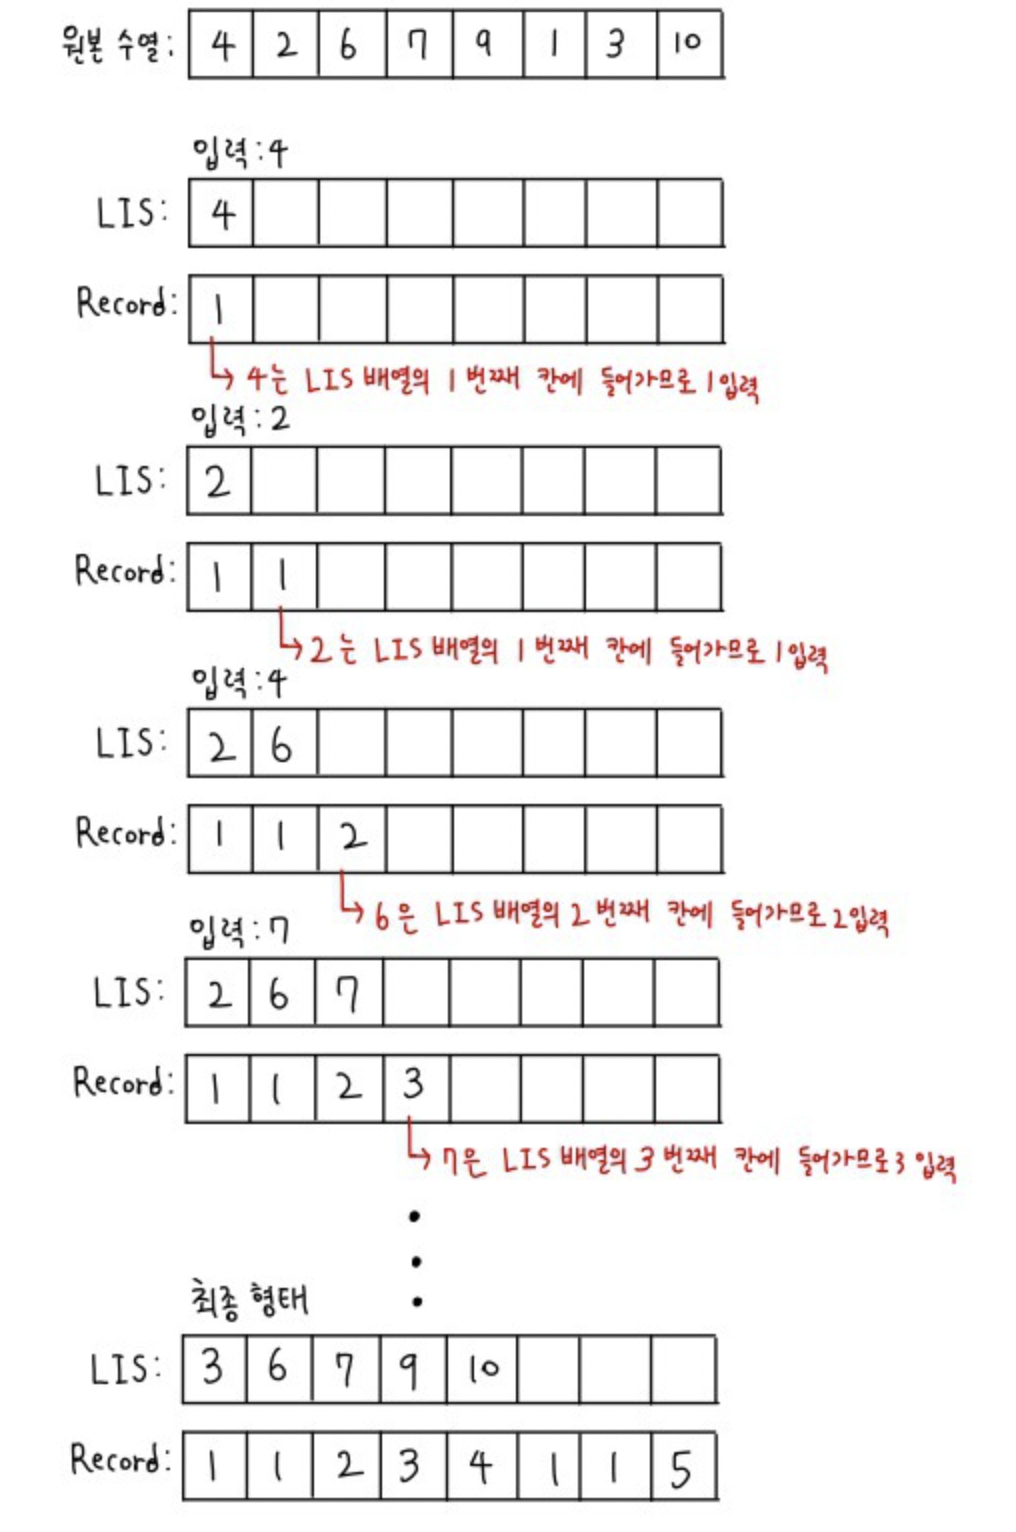 원본 수열: 4 2 6 7 9 1 3 10
입력:4
LIS: 4
Record: 1
4는 LIS 배열의 1 번째 칸에 들어가므로 1 입력
입력:2
LIS: 2
Record: 1 1
2는 LIS 배열의 1 번째 칸에 들어가므로 1 입력
입력:4
LIS: 2 6
Record: 1 1 2
6은 LIS 배열의 2 번째 칸에 들어가므로 2 입력
입력:7
LIS: 2 6 7
Record: 1 1 2 3
7은 LIS 배열의 3 번째 칸에 들어가므로 3 입력
최종 형태
LIS: 3 6 7 9 10
Record: 1 1 2 3 4 1 1 5